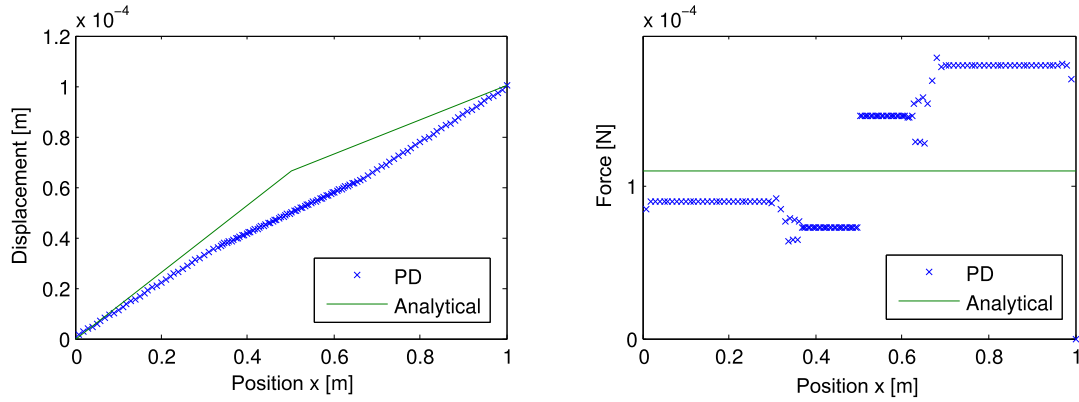 x 10⁻⁴
1.2
1
0.8
0.6
0.4
0.2
0
0 0.2 0.4 0.6 0.8 1
Displacement [m]
Position x [m]
PD
Analytical
x 10⁻⁴
1
0
0 0.2 0.4 0.6 0.8 1
Force [N]
Position x [m]
PD
Analytical